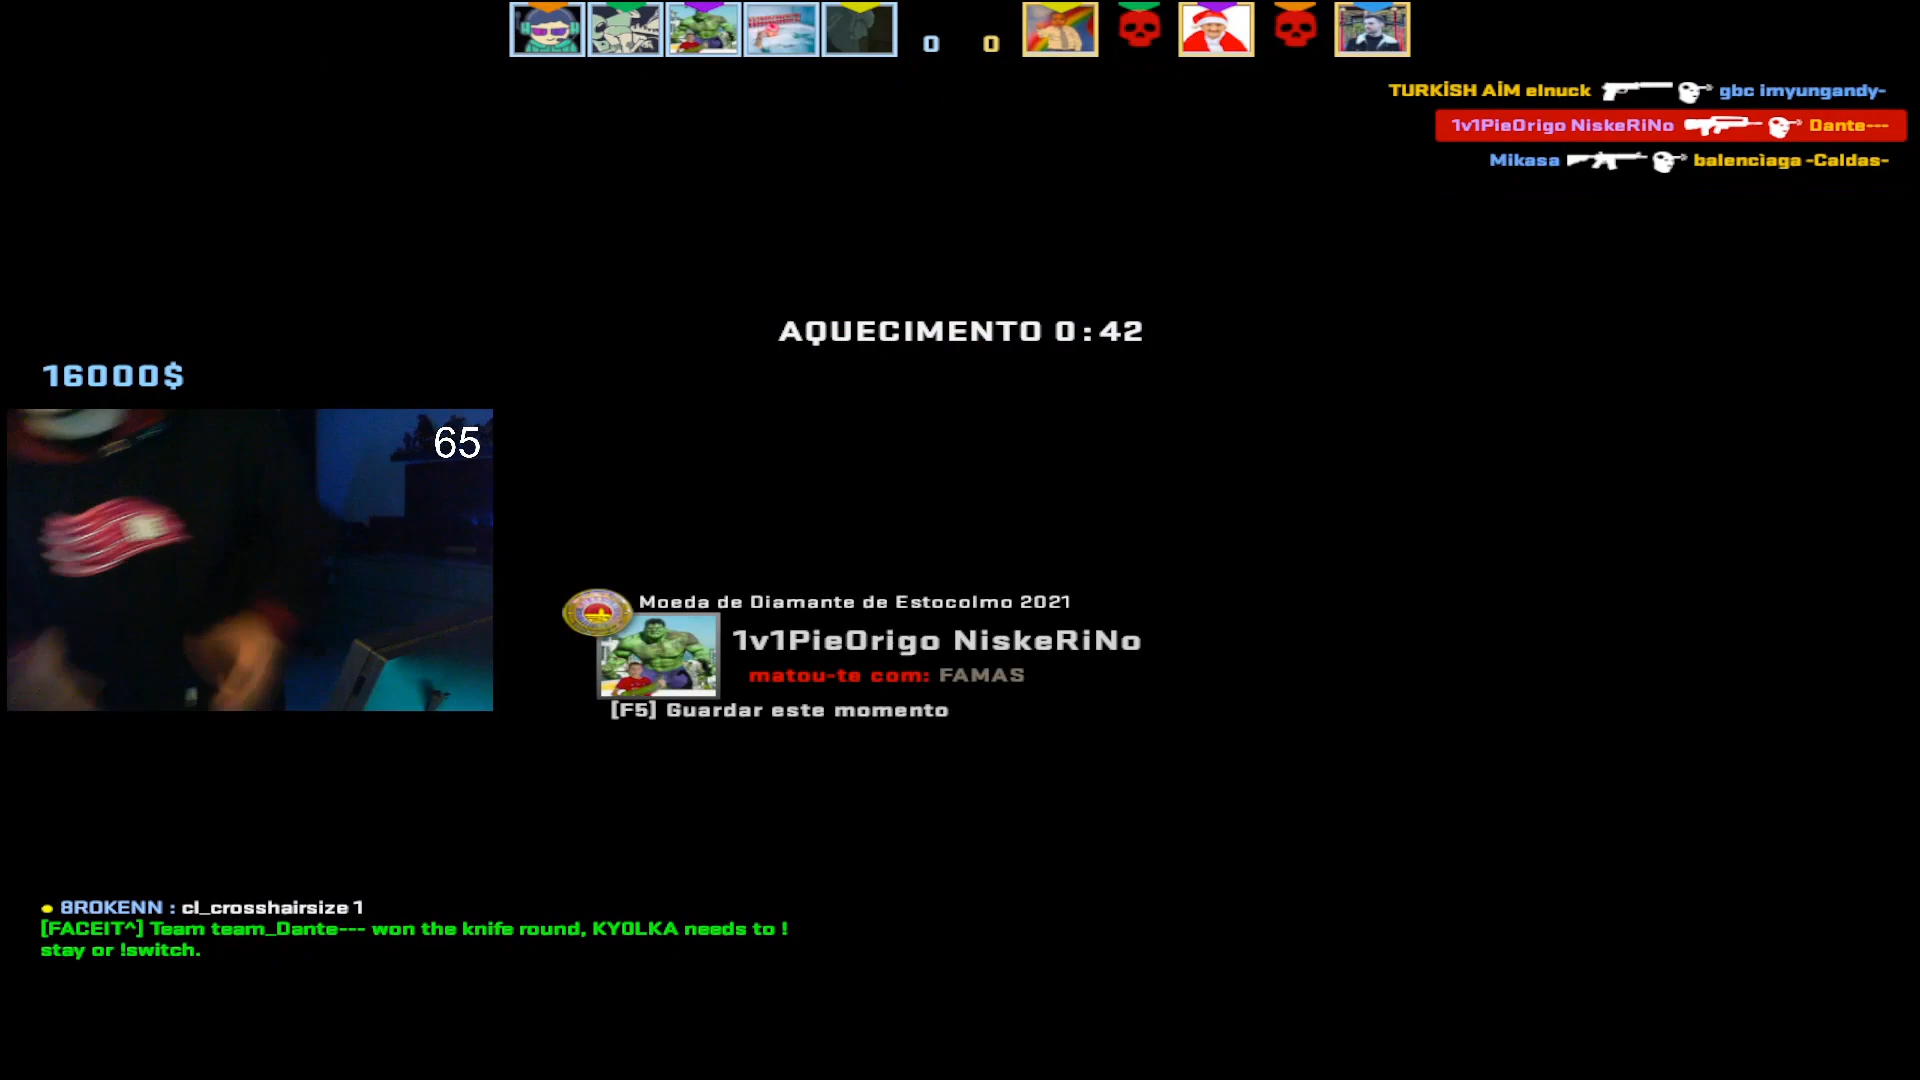 0 0
TURKİSH AİM elnuck gbc imyungandy-
1v1PieOrigo NiskeRiNo Dante---
Mikasa balenciaga -Caldas-
AQUECIMENTO 0:42
16000$
65
Moeda de Diamante de Estocolmo 2021
1v1PieOrigo NiskeRiNo
matou-te com: FAMAS
[F5] Guardar este momento
8ROKENN : cl_crosshairsize 1
[FACEIT^] Team team_Dante--- won the knife round, KY0LKA needs to !
stay or !switch.